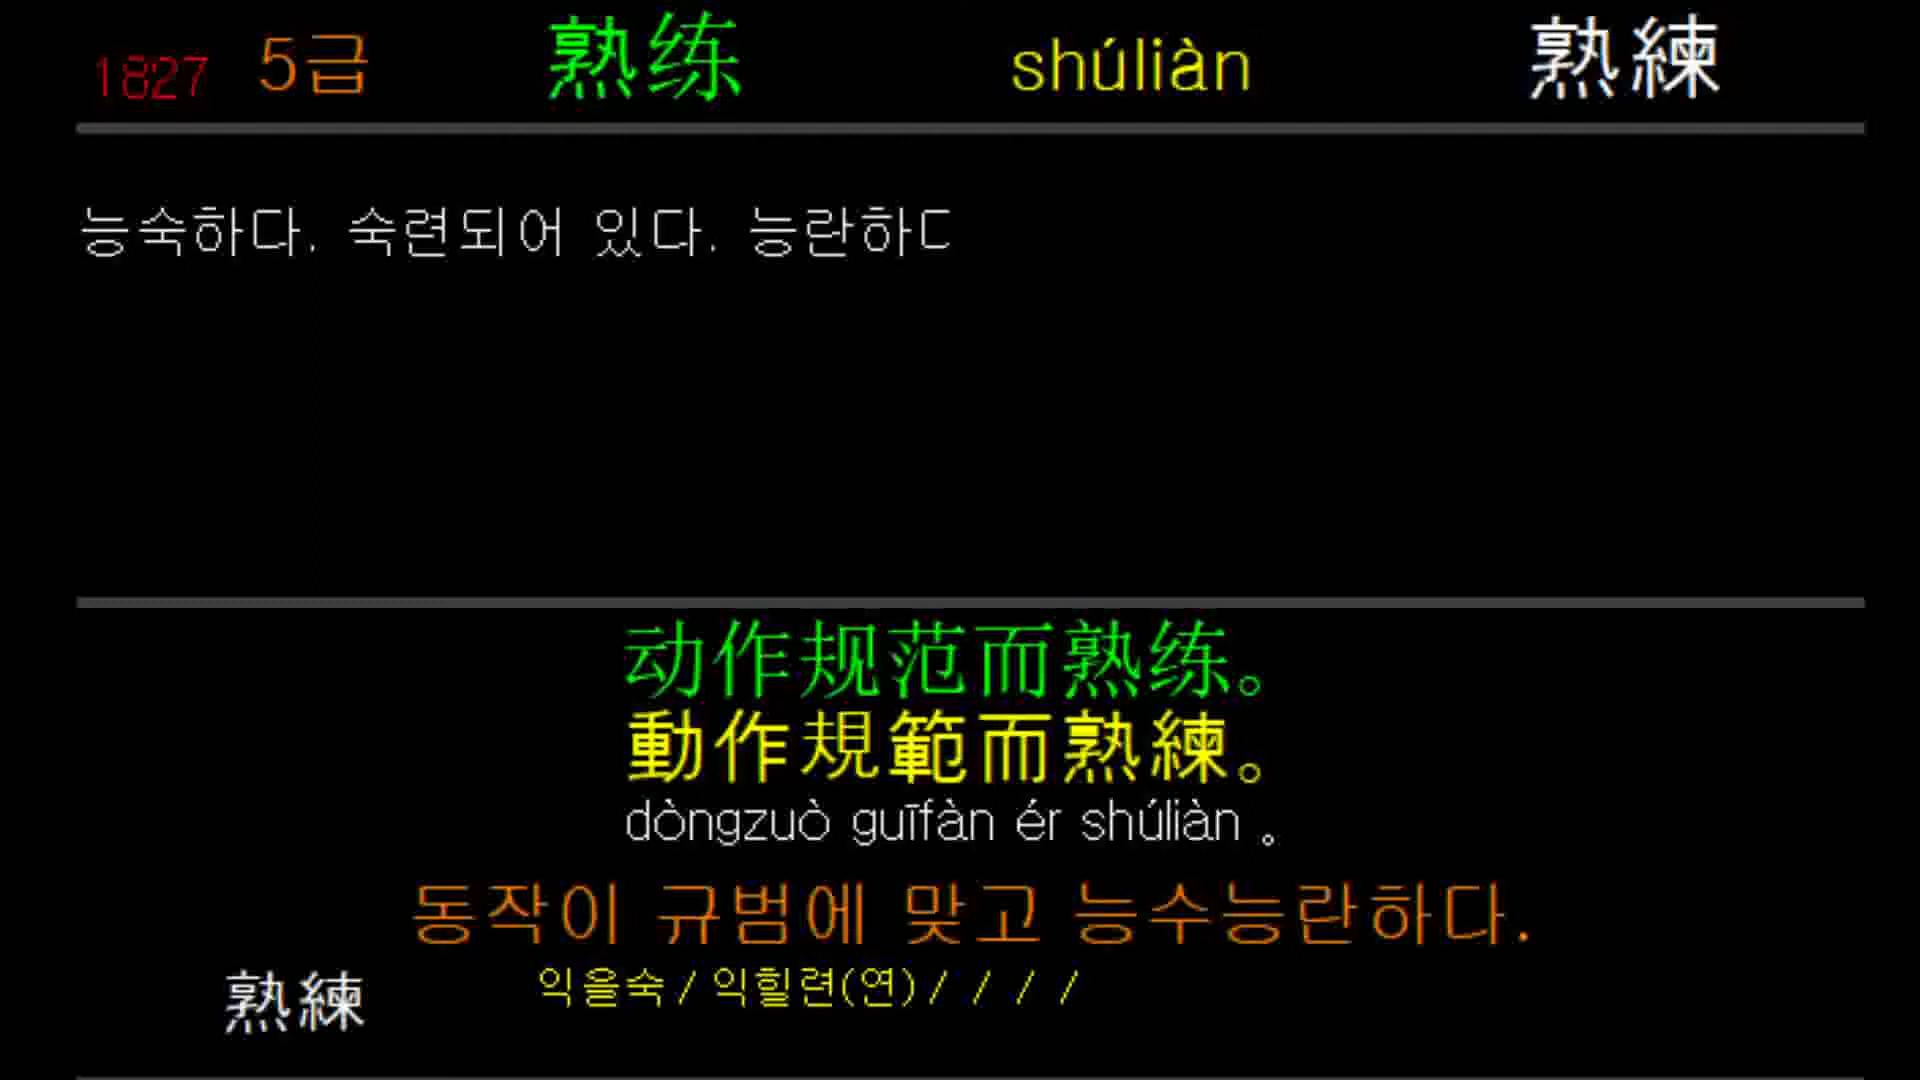 1827 5급 熟练 shúliàn 熟練
능숙하다. 숙련되어 있다. 능란하ㄷ
动作规范而熟练。
動作規範而熟練。
dòngzuò guīfàn ér shúliàn 。
동작이 규범에 맞고 능수능란하다.
熟練 익을숙 / 익힐련(연) / / / /